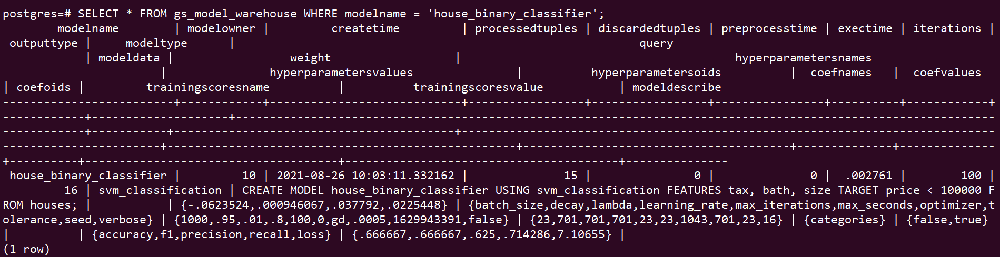 postgres=# SELECT * FROM gs_model_warehouse WHERE modelname = 'house_binary_classifier';
        modelname         | modelowner |         createtime         | processedtuples | discardedtuples | preprocesstime | exectime | iterations |
 outputtype |     modeltype      |                                                            query
            | modeldata |                  weight                   |                                         hyperparametersnames
                        |                hyperparametersvalues                |           hyperparametersoids           |  coefnames   |  coefvalues
| coefoids |         trainingscoresname           |           trainingscoresvalue           | modeldescribe
--------------------------+------------+----------------------------+-----------------+-----------------+----------------+----------+------------+
------------+--------------------+----------------------------------------------------------------------------------------------------------------
------------+-----------+------------------------------------------+-------------------------------------------------------------------------------
-----------------------+----------------------------------------------------+---------------------------------------+--------------+--------------
+----------+-------------------------------------+----------------------------------------+---------------
 house_binary_classifier |         10 | 2021-08-26 10:03:11.332162 |              15 |               0 |              0 |  .002761 |        100 |
         16 | svm_classification | CREATE MODEL house_binary_classifier USING svm_classification FEATURES tax, bath, size TARGET price < 100000 F
ROM houses; |           | {-.0623524,.000946067,.037792,.0225448} | {batch_size,decay,lambda,learning_rate,max_iterations,max_seconds,optimizer,t
olerance,seed,verbose} | {1000,.95,.01,.8,100,0,gd,.0005,1629943391,false} | {23,701,701,701,23,23,1043,701,23,16} | {categories} | {false,true}
|          | {accuracy,f1,precision,recall,loss} | {.666667,.666667,.625,.714286,7.10655} |
(1 row)